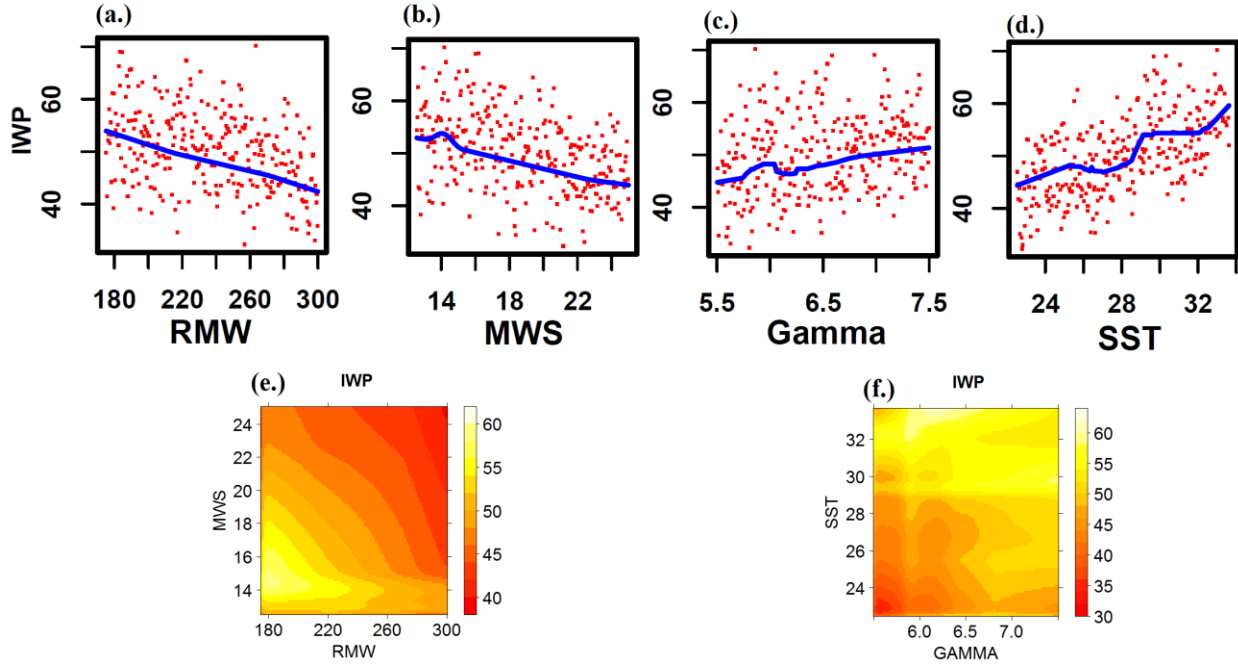 (a.) (b.) (c.) (d.)
IWP
60 40
180 220 260 300
RMW
60 40
14 18 22
MWS
60 40
5.5 6.5 7.5
Gamma
60 40
24 28 32
SST
(e.) IWP
MWS
24 22 20 18 16 14
180 220 260 300
RMW
60 55 50 45 40
(f.) IWP
SST
32 30 28 26 24
6.0 6.5 7.0
GAMMA
60 55 50 45 40 35 30